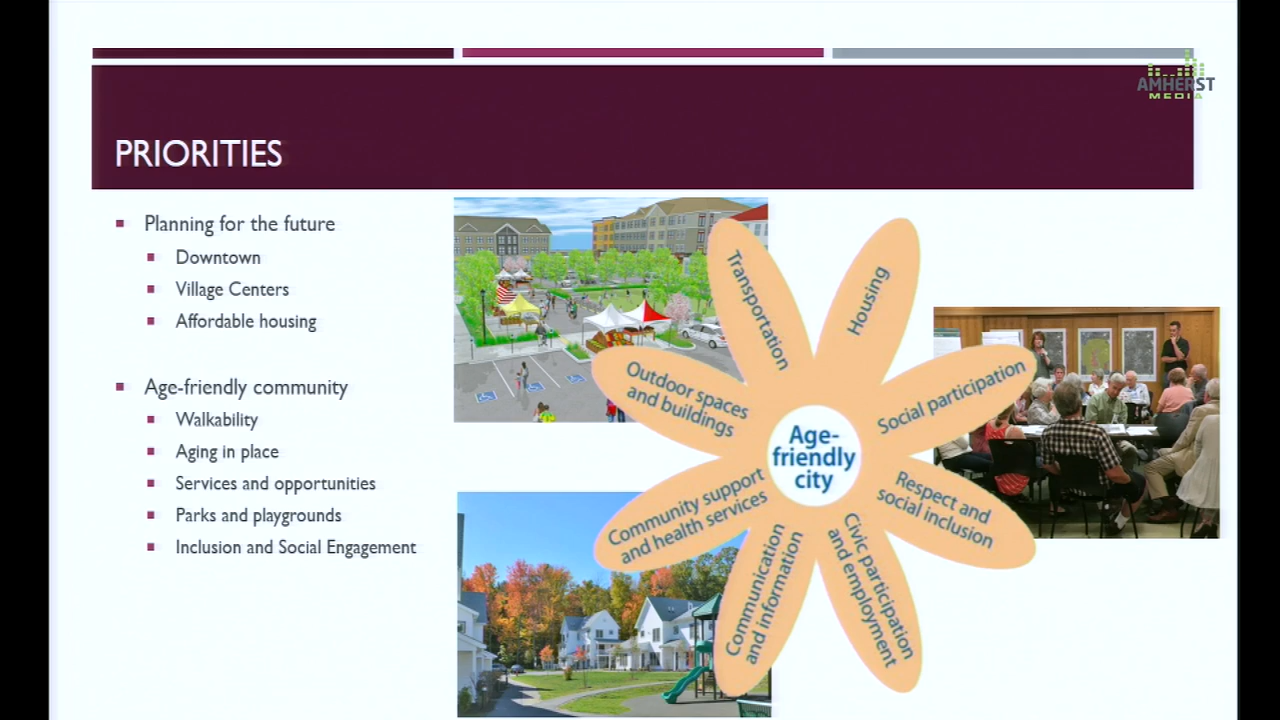 AMHERST
MEDIA
PRIORITIES
Planning for the future
Downtown
Village Centers
Affordable housing
Age-friendly community
Walkability
Aging in place
Services and opportunities
Parks and playgrounds
Inclusion and Social Engagement
Transportation
Housing
Outdoor spaces
and buildings
Social participation
Age-
friendly
city
Community support
and health services
Respect and
social inclusion
Communication
and information
Civic participation
and employment